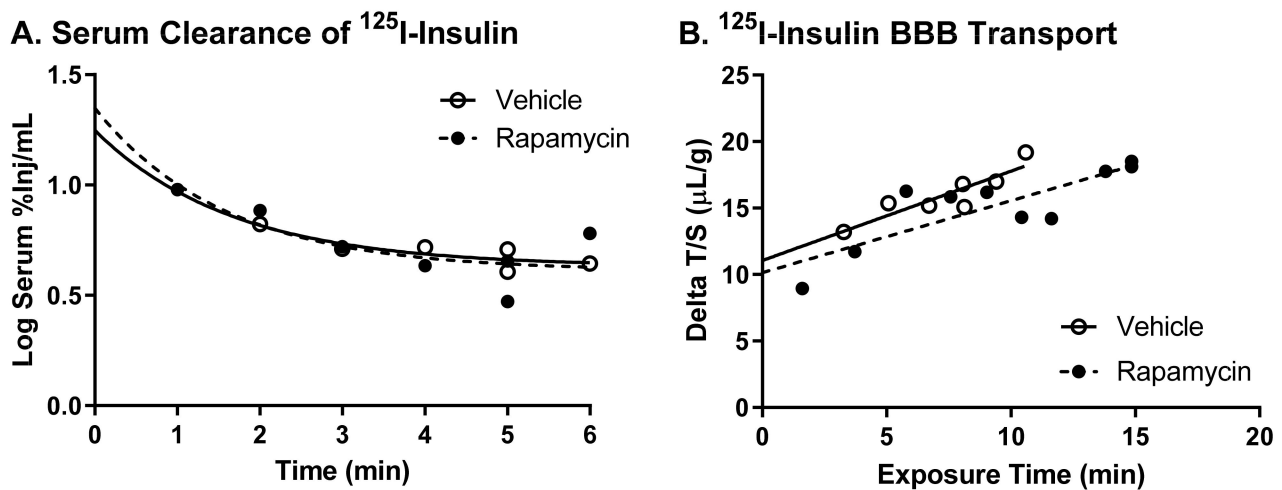 A. Serum Clearance of ¹²⁵I-Insulin
1.5
1.0
0.5
0.0
Log Serum %Inj/mL
Vehicle
Rapamycin
0 1 2 3 4 5 6
Time (min)
B. ¹²⁵I-Insulin BBB Transport
25
20
15
10
5
0
Delta T/S (μL/g)
Vehicle
Rapamycin
0 5 10 15 20
Exposure Time (min)